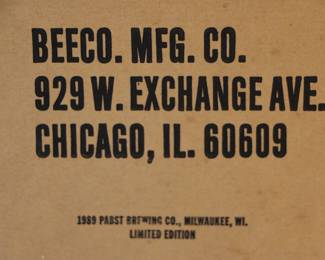 BEECO. MFG. CO.
929 W. EXCHANGE AVE.
CHICAGO, IL. 60609
1989 PABST BREWING CO., MILWAUKEE, WI.
LIMITED EDITION